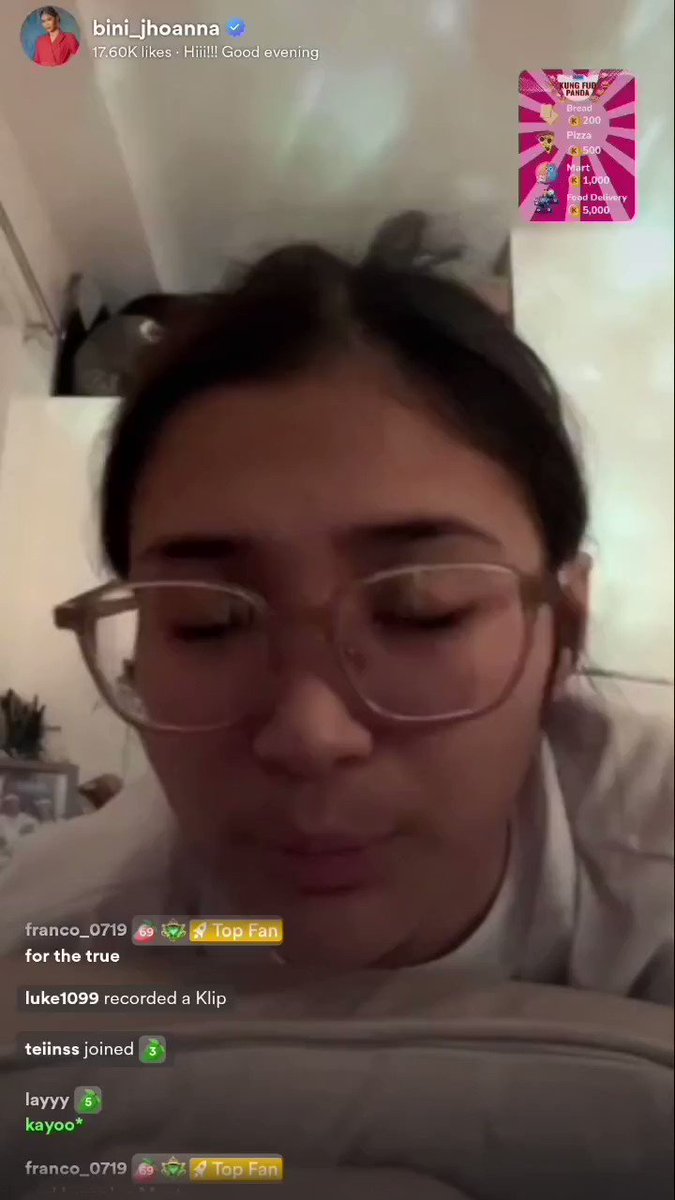 bini_jhoanna
17.60K likes · Hiii!!! Good evening
KUNG FUD
PANDA
Bread
200
Pizza
500
Mart
1,000
Food Delivery
5,000
franco_0719 69 Top Fan
for the true
luke1099 recorded a Klip
teiinss joined 3
layyy 5
kayoo*
franco_0719 69 Top Fan